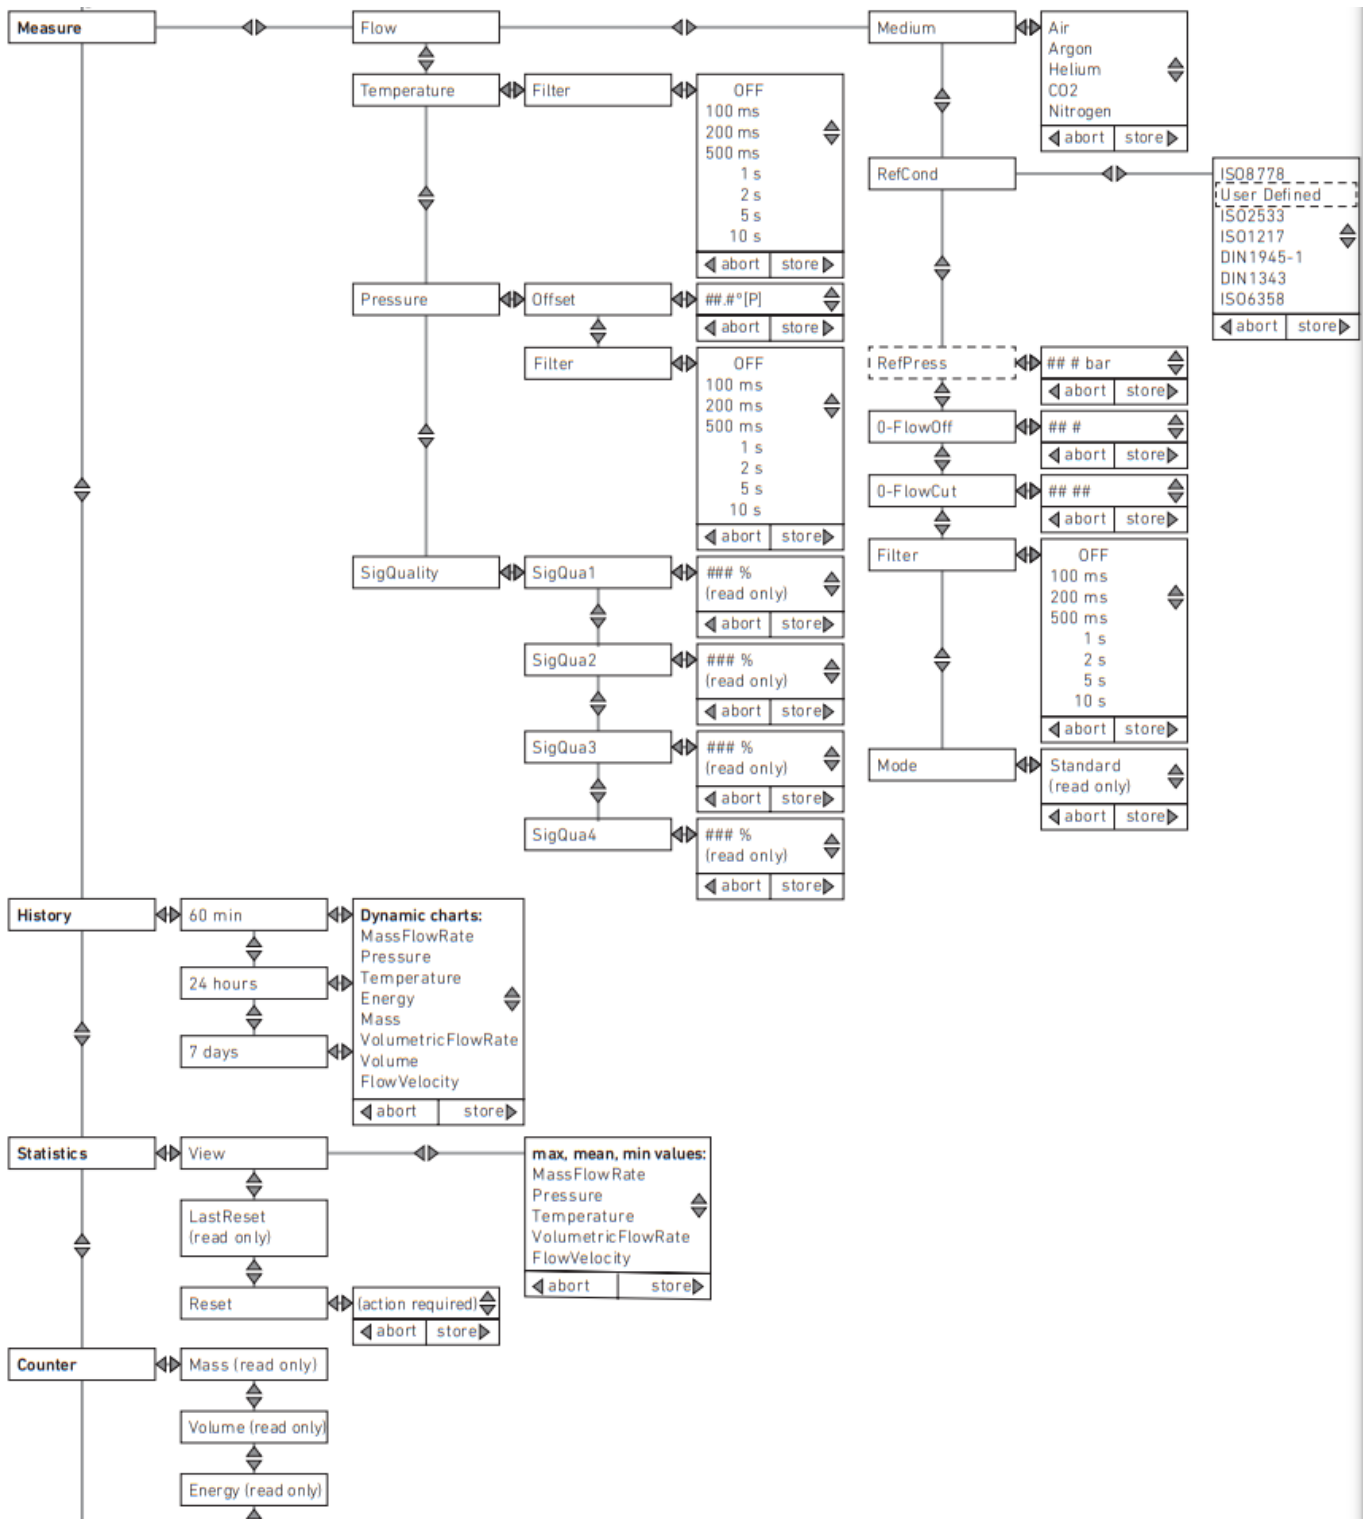 Measure
Flow
Medium
Air
Argon
Helium
CO2
Nitrogen
abort store
Temperature
Filter
OFF
100 ms
200 ms
500 ms
1 s
2 s
5 s
10 s
abort store
RefCond
ISO8778
User Defined
ISO2533
ISO1217
DIN1945-1
DIN1343
ISO6358
abort store
Pressure
Offset
##.#°[P]
abort store
Filter
OFF
100 ms
200 ms
500 ms
1 s
2 s
5 s
10 s
abort store
RefPress
## # bar
abort store
0-FlowOff
## #
abort store
0-FlowCut
## ##
abort store
Filter
OFF
100 ms
200 ms
500 ms
1 s
2 s
5 s
10 s
abort store
Mode
Standard
(read only)
abort store
SigQuality
SigQua1
### %
(read only)
abort store
SigQua2
### %
(read only)
abort store
SigQua3
### %
(read only)
abort store
SigQua4
### %
(read only)
abort store
History
60 min
24 hours
7 days
Dynamic charts:
MassFlowRate
Pressure
Temperature
Energy
Mass
VolumetricFlowRate
Volume
FlowVelocity
abort store
Statistics
View
max, mean, min values:
MassFlowRate
Pressure
Temperature
VolumetricFlowRate
FlowVelocity
abort store
LastReset
(read only)
Reset
(action required)
abort store
Counter
Mass (read only)
Volume (read only)
Energy (read only)